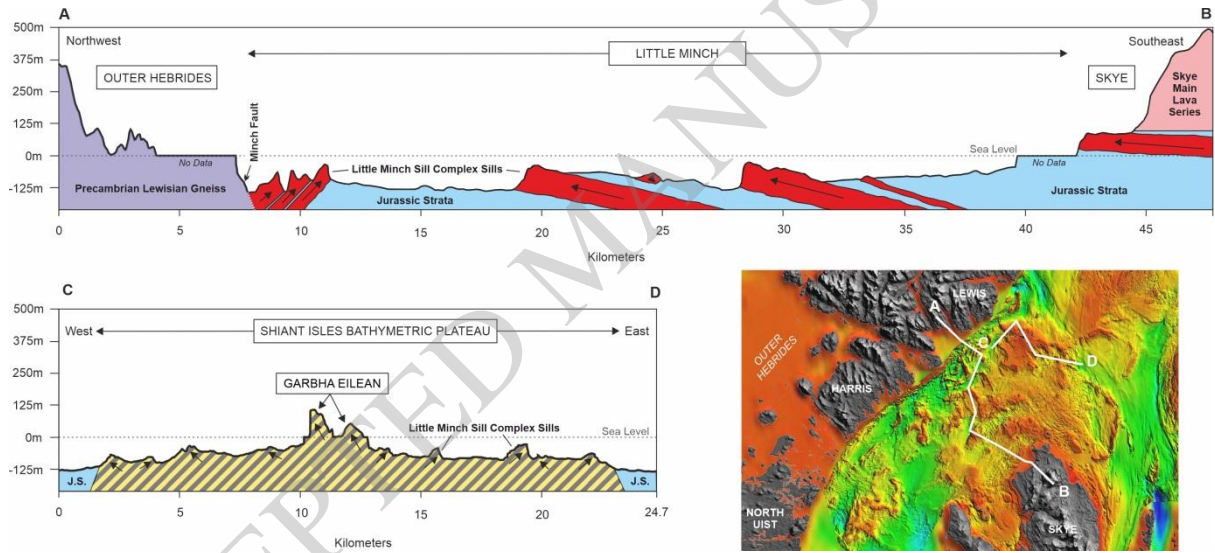 A
B
500m
375m
250m
125m
0m
-125m
Northwest
Southeast
OUTER HEBRIDES
LITTLE MINCH
SKYE
Skye
Main
Lava
Series
Minch Fault
No Data
Sea Level
No Data
Little Minch Sill Complex Sills
Precambrian Lewisian Gneiss
Jurassic Strata
Jurassic Strata
0 5 10 15 20 25 30 35 40 45
Kilometers
C
D
500m
375m
250m
125m
0m
-125m
West
East
SHIANT ISLES BATHYMETRIC PLATEAU
GARBHA EILEAN
Little Minch Sill Complex Sills
Sea Level
J.S.
J.S.
0 5 10 15 20 24.7
Kilometers
LEWIS
A
C
D
OUTER
HEBRIDES
HARRIS
B
NORTH
UIST
SKYE
PTED MANUS